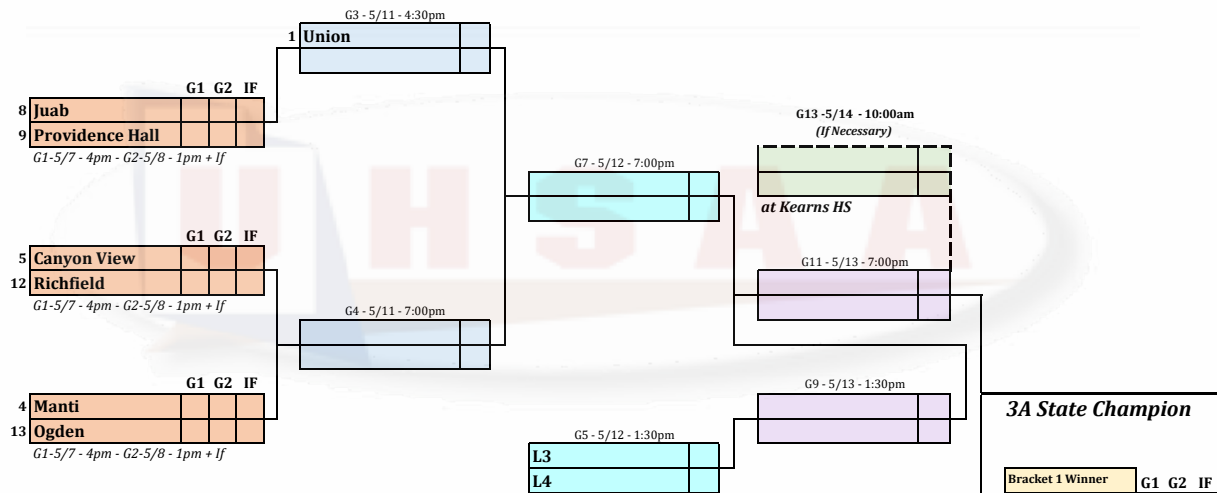 G3 - 5/11 - 4:30pm
1 Union
G1 G2 IF
8 Juab
9 Providence Hall
G1-5/7 - 4pm - G2-5/8 - 1pm + If
G13 -5/14 - 10:00am
(If Necessary)
G7 - 5/12 - 7:00pm
at Kearns HS
UHSAA
G1 G2 IF
5 Canyon View
12 Richfield
G1-5/7 - 4pm - G2-5/8 - 1pm + If
G11 - 5/13 - 7:00pm
G4 - 5/11 - 7:00pm
G1 G2 IF
4 Manti
13 Ogden
G1-5/7 - 4pm - G2-5/8 - 1pm + If
G9 - 5/13 - 1:30pm
3A State Champion
G5 - 5/12 - 1:30pm
L3
L4
Bracket 1 Winner G1 G2 IF